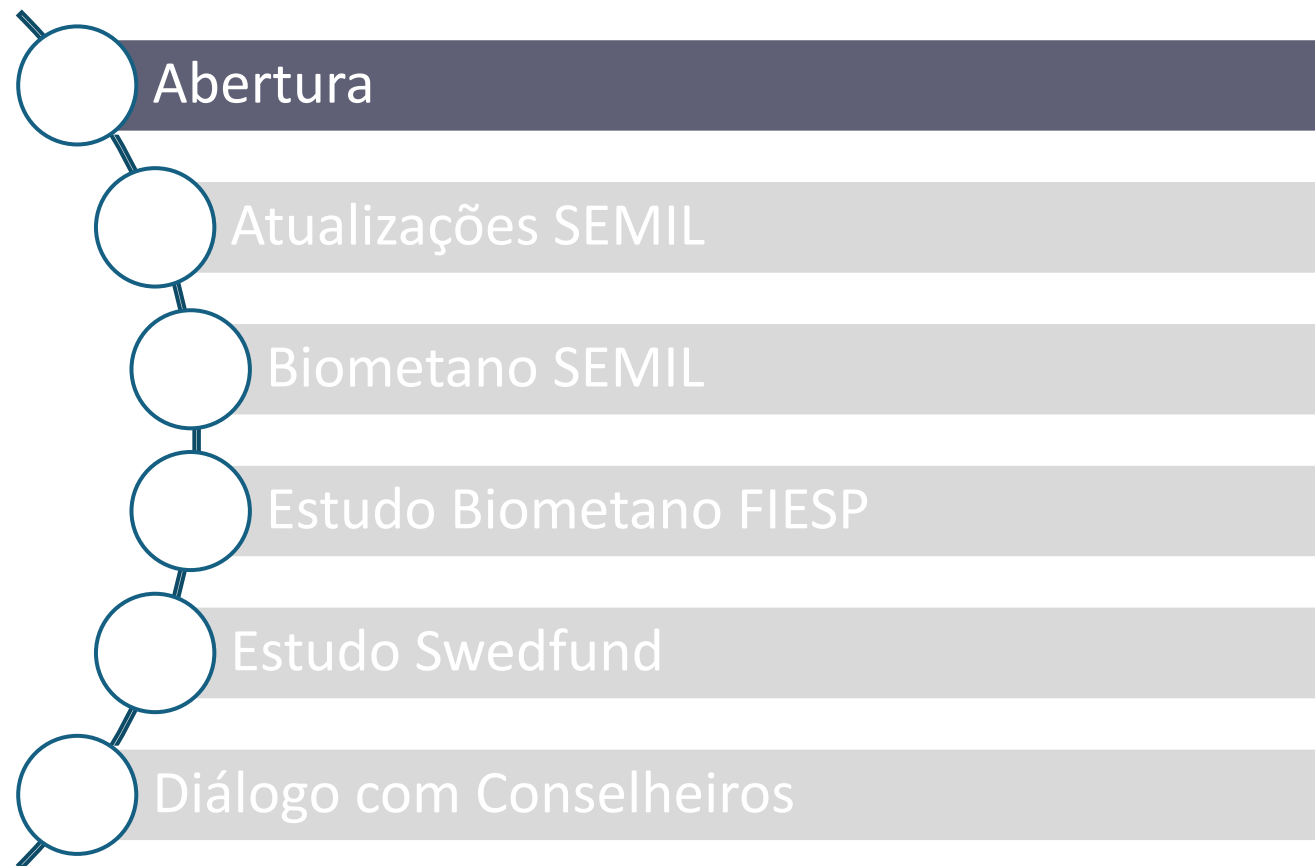 Abertura
Atualizações SEMIL
Biometano SEMIL
Estudo Biometano FIESP
Estudo Swedfund
Diálogo com Conselheiros